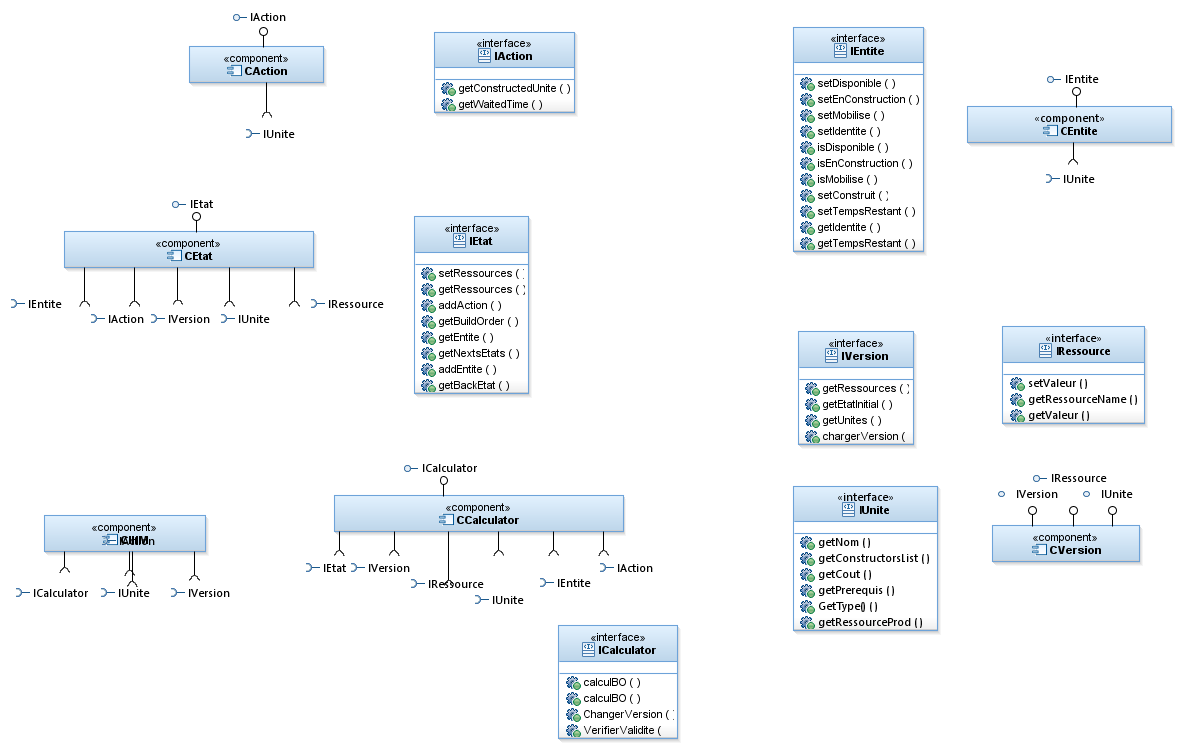 IAction
«component»
CAction
IUnite
«interface»
IAction
getConstructedUnite ( )
getWaitedTime ( )
«interface»
IEntite
setDisponible ( )
setEnConstruction ( )
setMobilise ( )
setIdentite ( )
isDisponible ( )
isEnConstruction ( )
isMobilise ( )
setConstruit ( )
setTempsRestant ( )
getIdentite ( )
getTempsRestant ( )
IEntite
«component»
CEntite
IUnite
IEtat
«component»
CEtat
IEntite
IAction
IVersion
IUnite
IRessource
«interface»
IEtat
setRessources ( )
getRessources ( )
addAction ( )
getBuildOrder ( )
getEntite ( )
getNextsEtats ( )
addEntite ( )
getBackEtat ( )
«interface»
IVersion
getRessources ( )
getEtatInitial ( )
getUnites ( )
chargerVersion (
«interface»
IRessource
setValeur ( )
getRessourceName ( )
getValeur ( )
«component»
CIHM
ICalculator
IUnite
IVersion
ICalculator
«component»
CCalculator
IEtat
IVersion
IRessource
IUnite
IEntite
IAction
«interface»
IUnite
getNom ( )
getConstructorsList ( )
getCout ( )
getPrerequis ( )
GetType() ( )
getRessourceProd ( )
IRessource
IVersion
IUnite
«component»
CVersion
«interface»
ICalculator
calculBO ( )
calculBO ( )
ChangerVersion (
VerifierValidite (